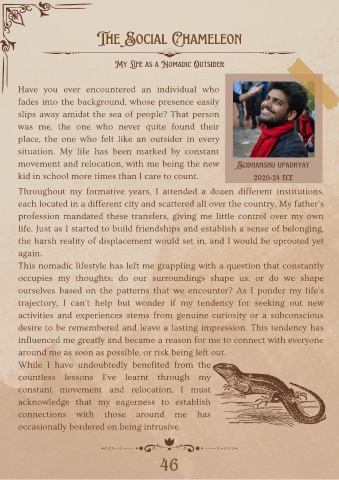 The Social Chameleon
My Life as a Nomadic Outsider
Have you ever encountered an individual who
fades into the background, whose presence easily
slips away amidst the sea of people? That person
was me, the one who never quite found their
place, the one who felt like an outsider in every
situation. My life has been marked by constant
movement and relocation, with me being the new
kid in school more times than I care to count.
Sudhanshu Upadhyay
2020-24 ECE
Throughout my formative years, I attended a dozen different institutions,
each located in a different city and scattered all over the country. My father's
profession mandated these transfers, giving me little control over my own
life. Just as I started to build friendships and establish a sense of belonging,
the harsh reality of displacement would set in, and I would be uprooted yet
again.
This nomadic lifestyle has left me grappling with a question that constantly
occupies my thoughts: do our surroundings shape us, or do we shape
ourselves based on the patterns that we encounter? As I ponder my life's
trajectory, I can't help but wonder if my tendency for seeking out new
activities and experiences stems from genuine curiosity or a subconscious
desire to be remembered and leave a lasting impression. This tendency has
influenced me greatly and became a reason for me to connect with everyone
around me as soon as possible, or risk being left out.
While I have undoubtedly benefited from the
countless lessons I've learnt through my
constant movement and relocation, I must
acknowledge that my eagerness to establish
connections with those around me has
occasionally bordered on being intrusive.
46